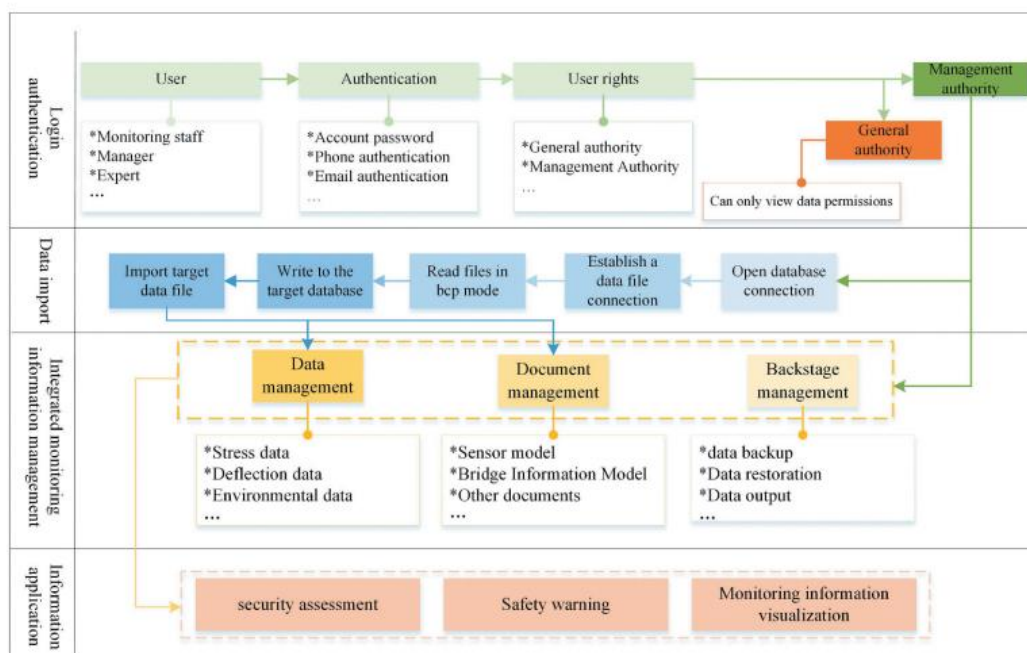 Login
authentication
User
Authentication
User rights
Management
authority
*Monitoring staff
*Manager
*Expert
...
*Account password
*Phone authentication
*Email authentication
...
*General authority
*Management Authority
...
General
authority
Can only view data permissions
Data import
Import target
data file
Write to the
target database
Read files in
bcp mode
Establish a
data file
connection
Open database
connection
Integrated monitoring
information management
Data
management
Document
management
Backstage
management
*Stress data
*Deflection data
*Environmental data
...
*Sensor model
*Bridge Information Model
*Other documents
...
*data backup
*Data restoration
*Data output
...
Information
application
security assessment
Safety warning
Monitoring information
visualization